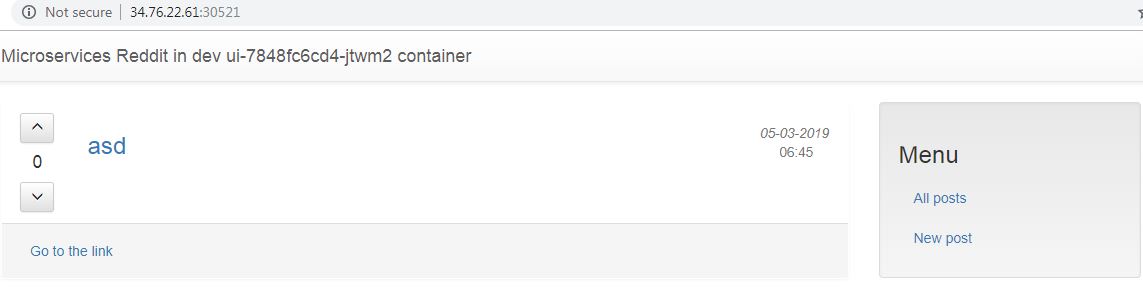 Not secure | 34.76.22.61:30521
Microservices Reddit in dev ui-7848fc6cd4-jtwm2 container
0
asd
05-03-2019
06:45
Go to the link
Menu
All posts
New post